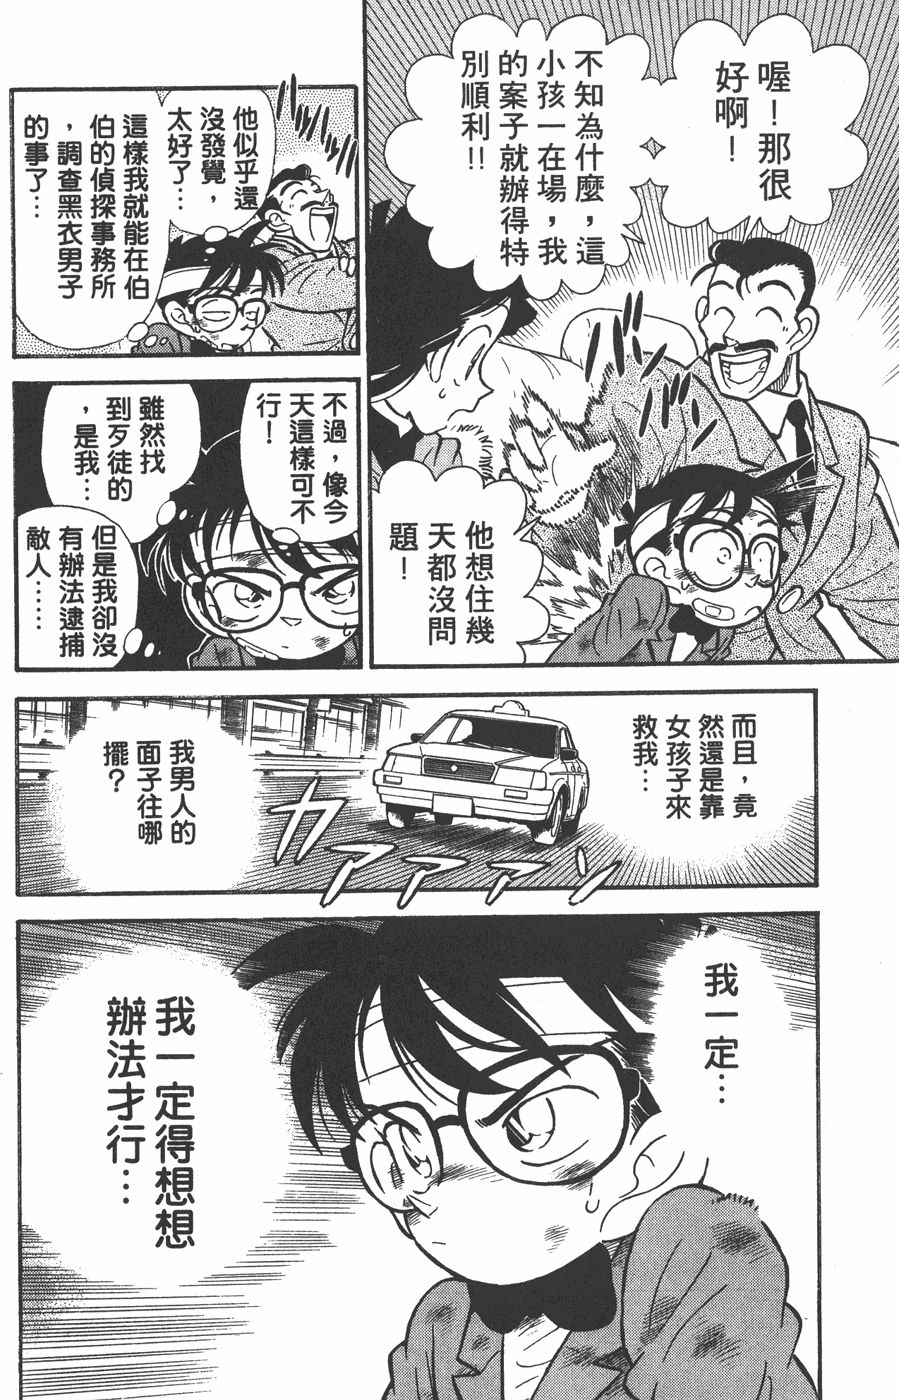 喔！那很
好啊！
不知為什麼，這
小孩一在場，我
的案子就辦得特
別順利!!
他想住幾
天都沒問
題！
他似乎還
沒發覺，
太好了…
這樣我就能在伯
伯的偵探事務所
，調查黑衣男子
的事了…
不過，像今
天這樣可不
行！
雖然找
到歹徒的
，是我…
但是我卻沒
有辦法逮捕
敵人……
而且，竟
然還是靠
女孩子來
救我…
我男人的
面子往哪
擺？
カァァァン
我一定…
我一定得想想
辦法才行…